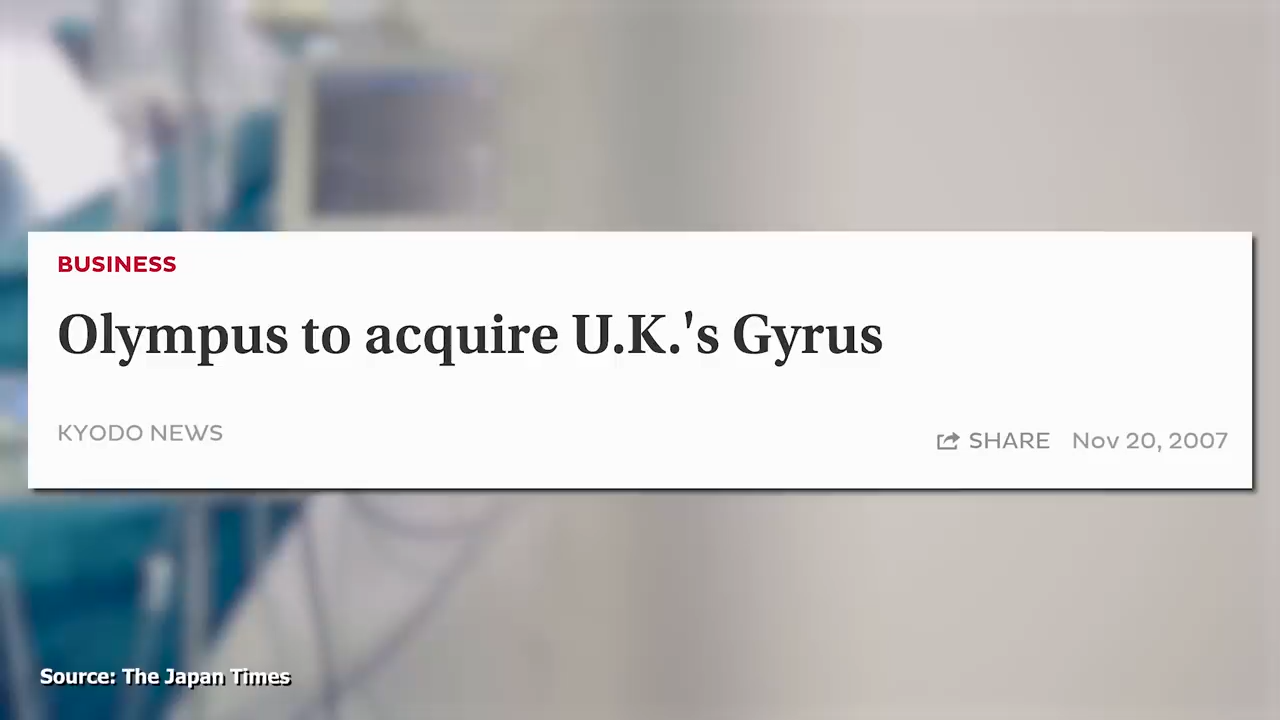 BUSINESS
Olympus to acquire U.K.'s Gyrus
KYODO NEWS
SHARE Nov 20, 2007
Source: The Japan Times